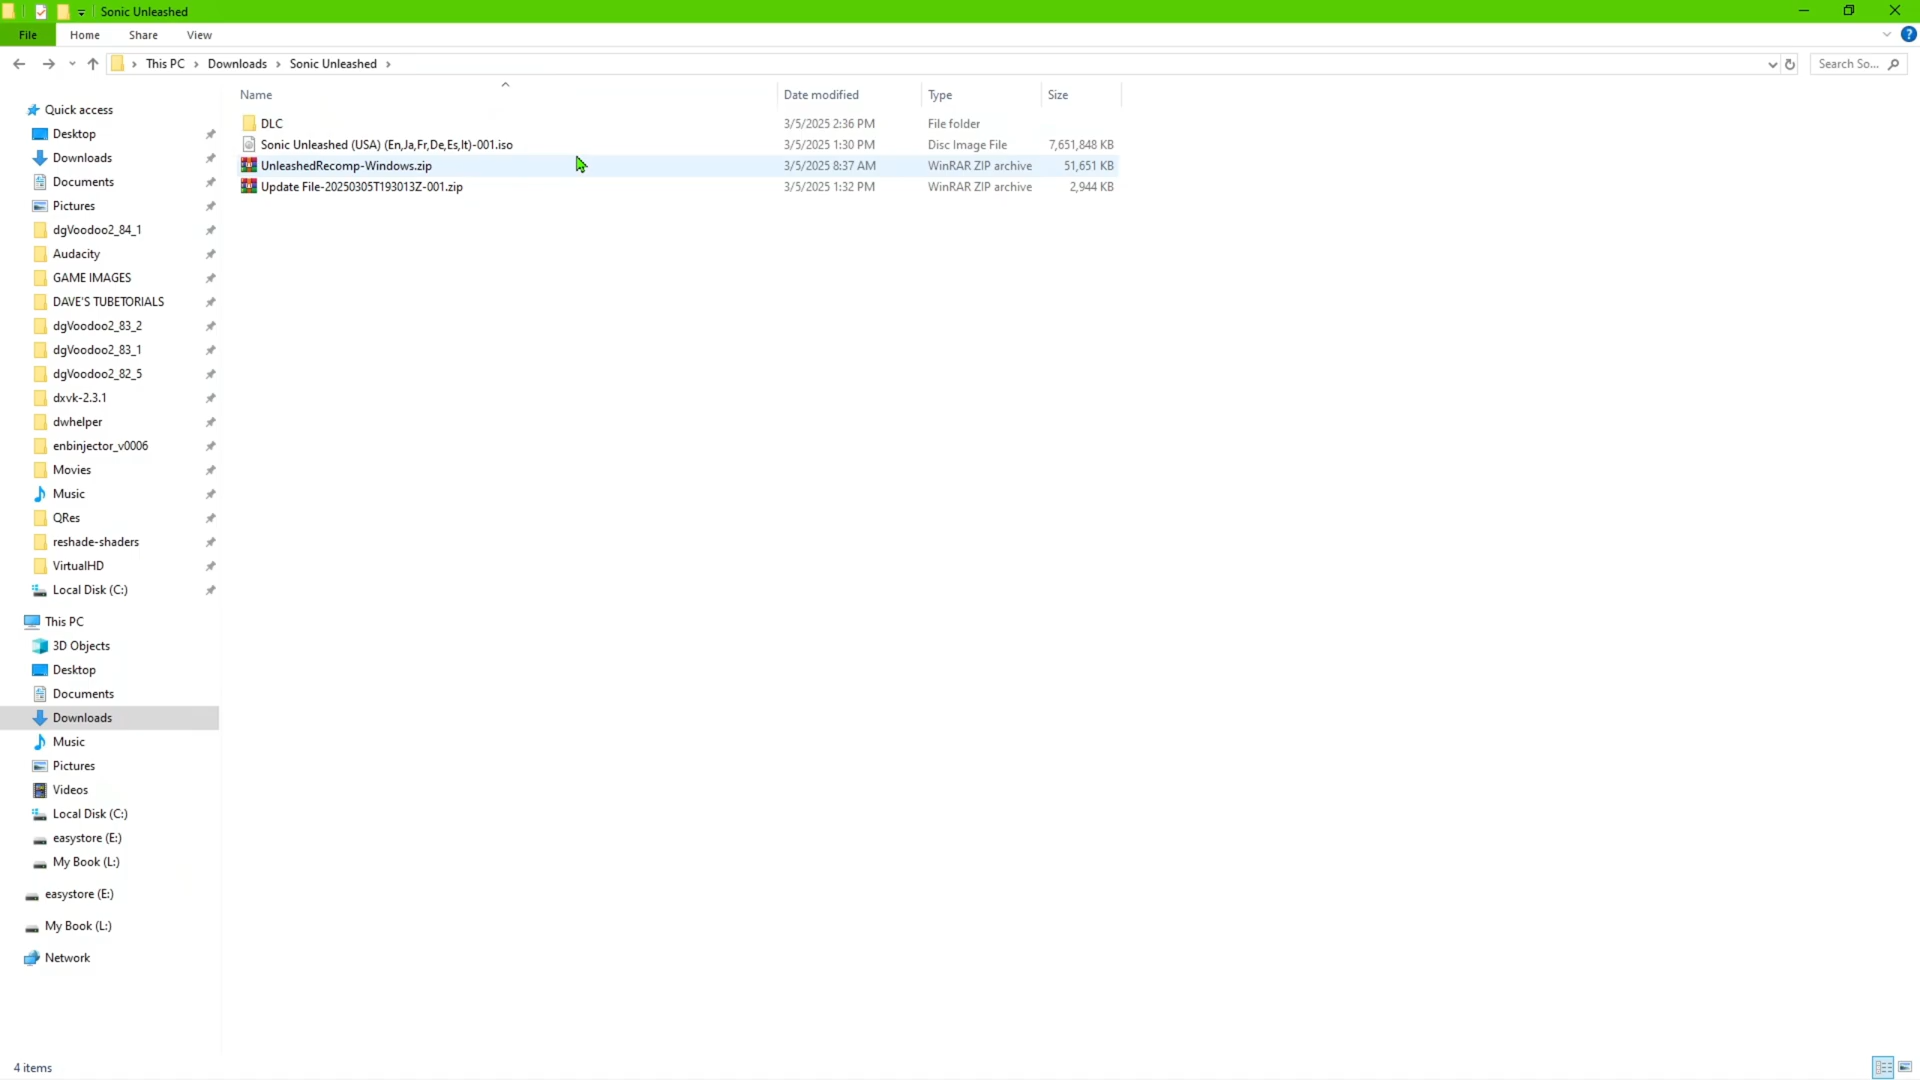 Sonic Unleashed
File Home Share View
This PC Downloads Sonic Unleashed Search So...
Name Date modified Type Size
DLC 3/5/2025 2:36 PM File folder
Sonic Unleashed (USA) (En,Ja,Fr,De,Es,It)-001.iso 3/5/2025 1:30 PM Disc Image File 7,651,848 KB
UnleashedRecomp-Windows.zip 3/5/2025 8:37 AM WinRAR ZIP archive 51,651 KB
Update File-20250305T193013Z-001.zip 3/5/2025 1:32 PM WinRAR ZIP archive 2,944 KB
Quick access
Desktop
Downloads
Documents
Pictures
dgVoodoo2_84_1
Audacity
GAME IMAGES
DAVE'S TUBETORIALS
dgVoodoo2_83_2
dgVoodoo2_83_1
dgVoodoo2_82_5
dxvk-2.3.1
dwhelper
enbinjector_v0006
Movies
Music
QRes
reshade-shaders
VirtualHD
Local Disk (C:)
This PC
3D Objects
Desktop
Documents
Downloads
Music
Pictures
Videos
Local Disk (C:)
easystore (E:)
My Book (L:)
easystore (E:)
My Book (L:)
Network
4 items